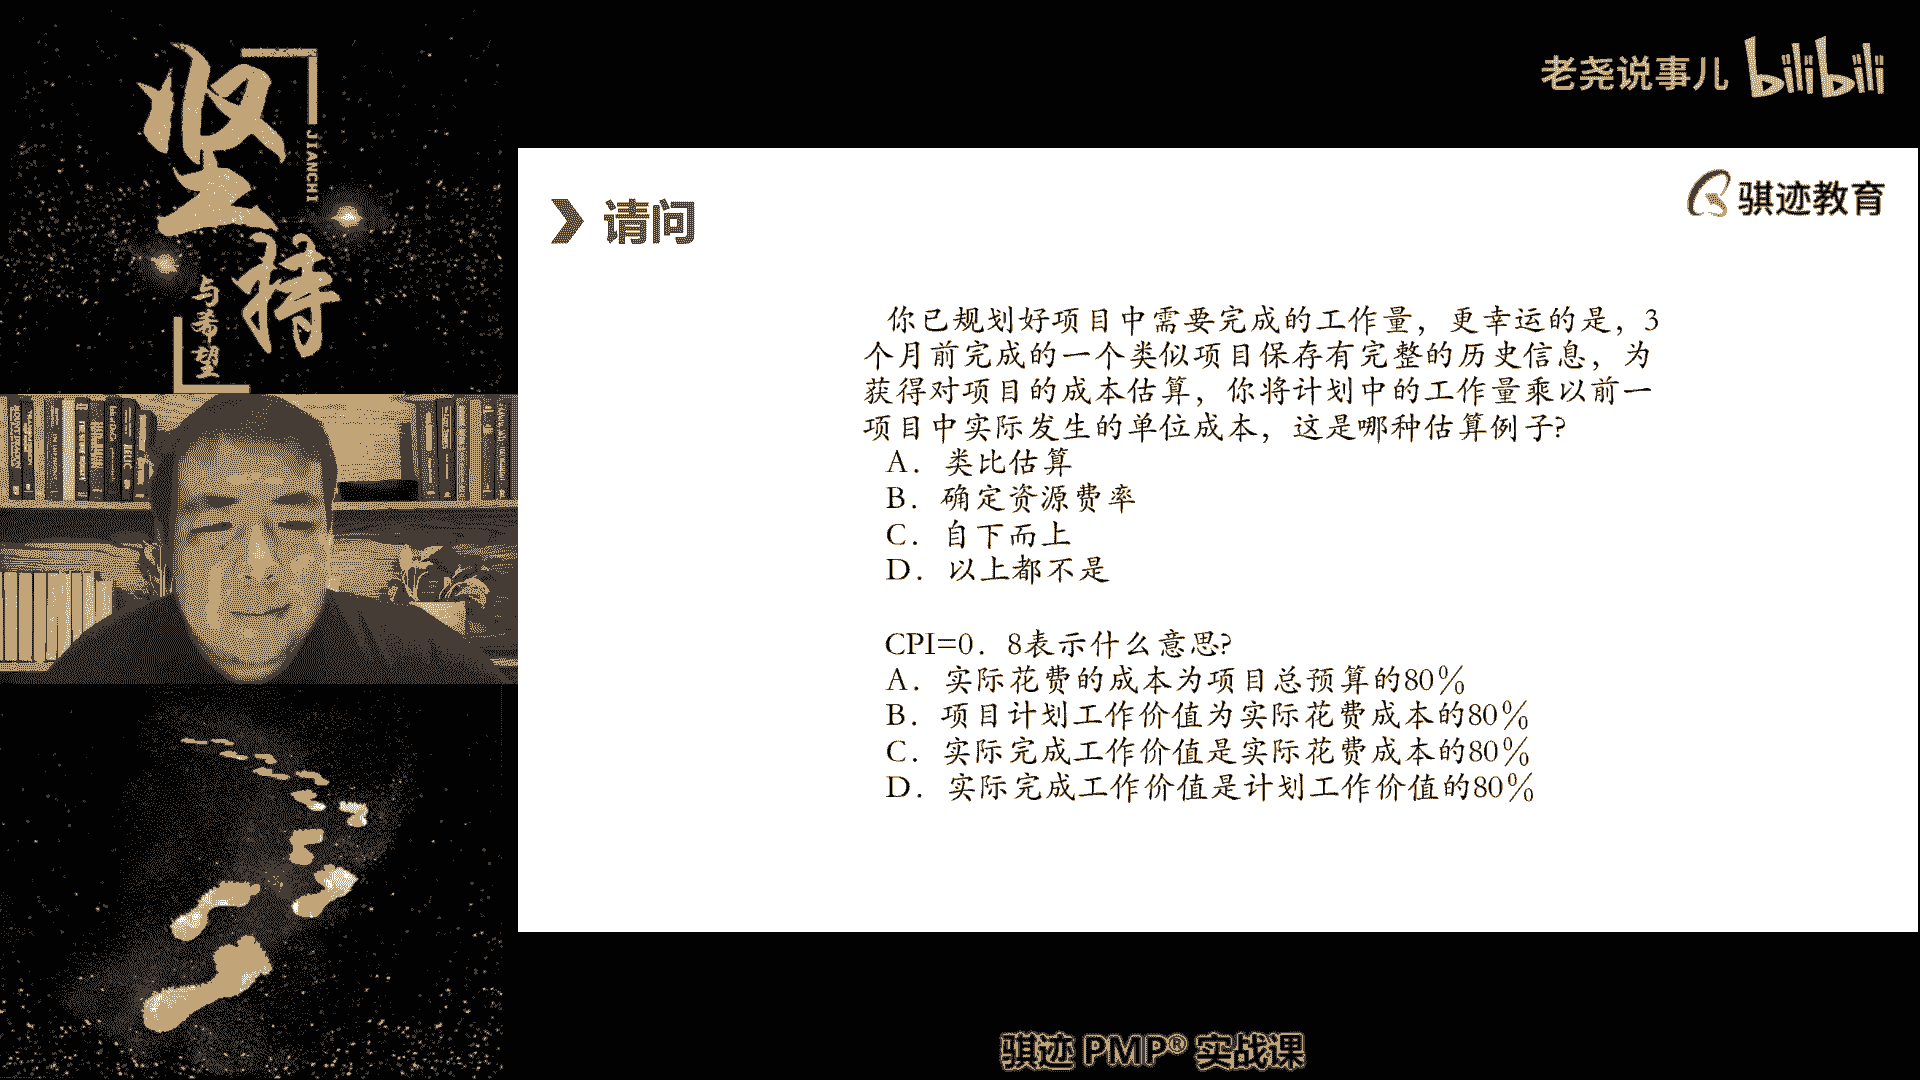 坚持
JIANCHI
与希望
老尧说事儿 bilibili
骐迹教育
请问
你已规划好项目中需要完成的工作量，更幸运的是，3
个月前完成的一个类似项目保存有完整的历史信息，为
获得对项目的成本估算，你将计划中的工作量乘以前一
项目中实际发生的单位成本，这是哪种估算例子?
A． 类比估算
B．确定资源费率
C． 自下而上
D． 以上都不是
CPI=0．8表示什么意思?
A． 实际花费的成本为项目总预算的80％
B．项目计划工作价值为实际花费成本的80％
C． 实际完成工作价值是实际花费成本的80％
D． 实际完成工作价值是计划工作价值的80％
骐迹 PMP® 实战课